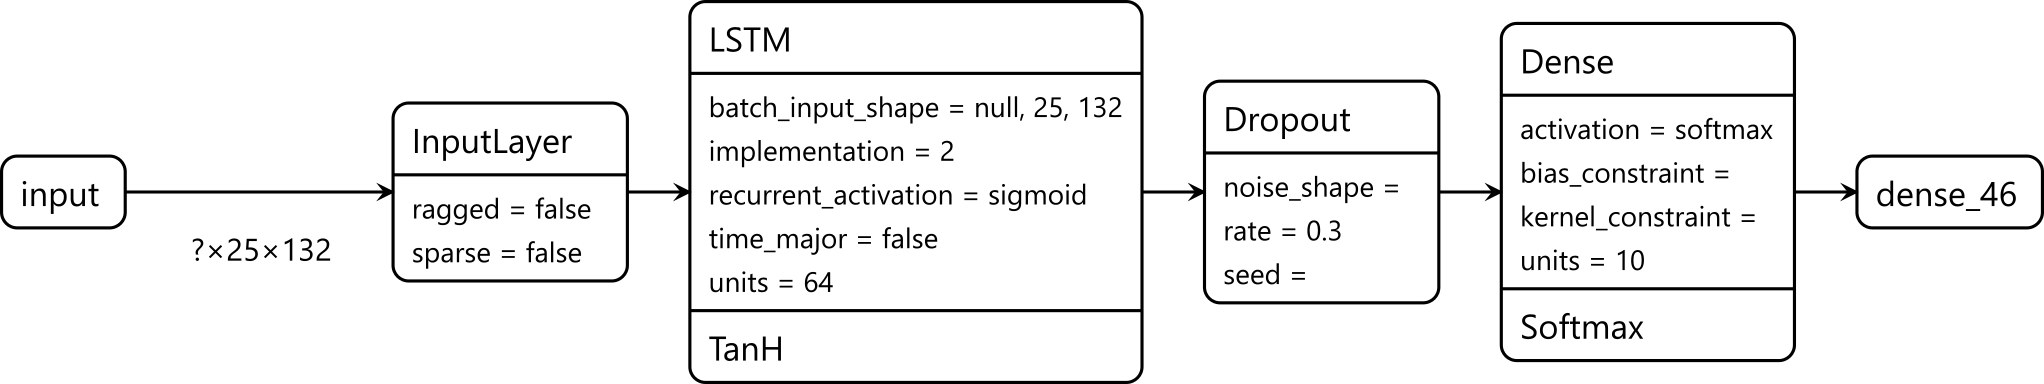 input
?×25×132
InputLayer
ragged = false
sparse = false
LSTM
batch_input_shape = null, 25, 132
implementation = 2
recurrent_activation = sigmoid
time_major = false
units = 64
TanH
Dropout
noise_shape =
rate = 0.3
seed =
Dense
activation = softmax
bias_constraint =
kernel_constraint =
units = 10
Softmax
dense_46